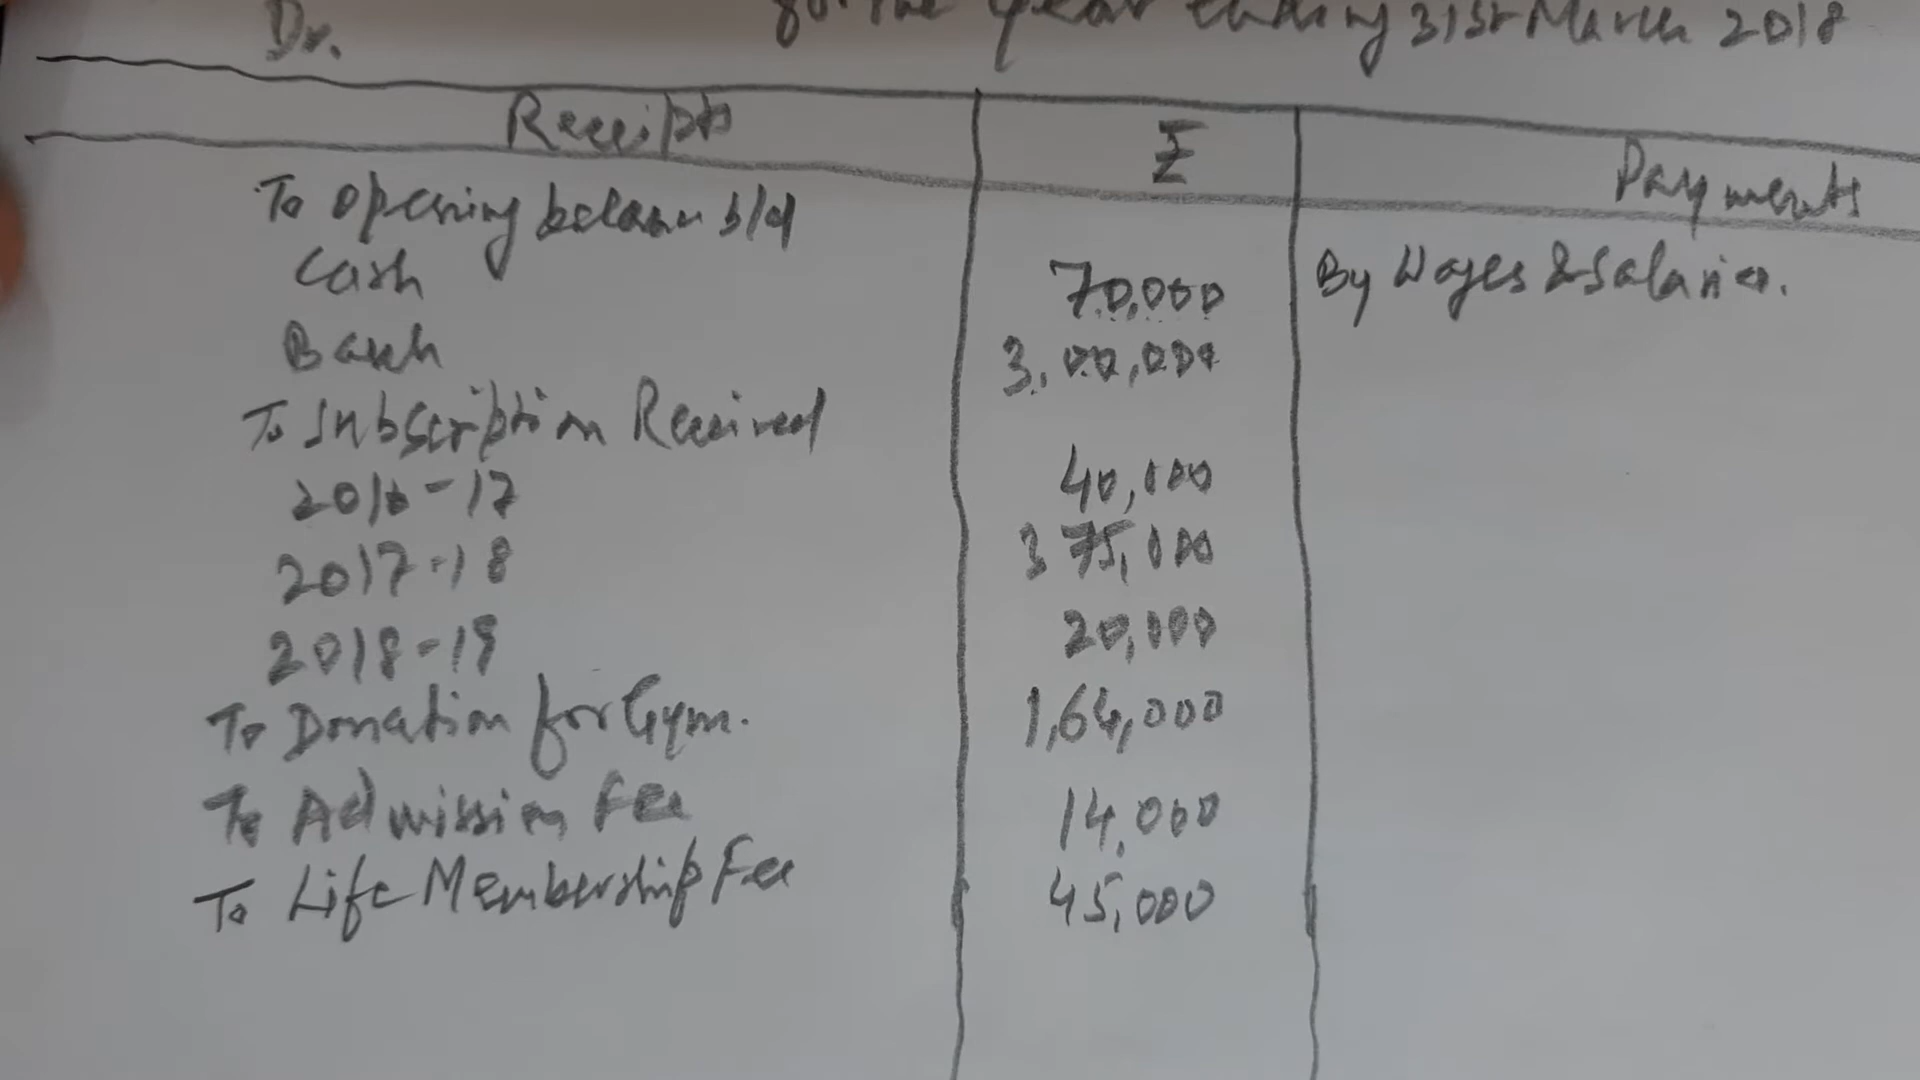 for the year ending 31st March 2018
Dr.
Receipts ₹ Payments
To opening balance b/d
Cash 70,000 By Wages & Salaries.
Bank 3,00,000
To Subscription Received
2016-17 40,000
2017-18 375,000
2018-19 20,000
To Donation for Gym. 1,64,000
To Admission Fee 14,000
To Life Membership Fee 45,000